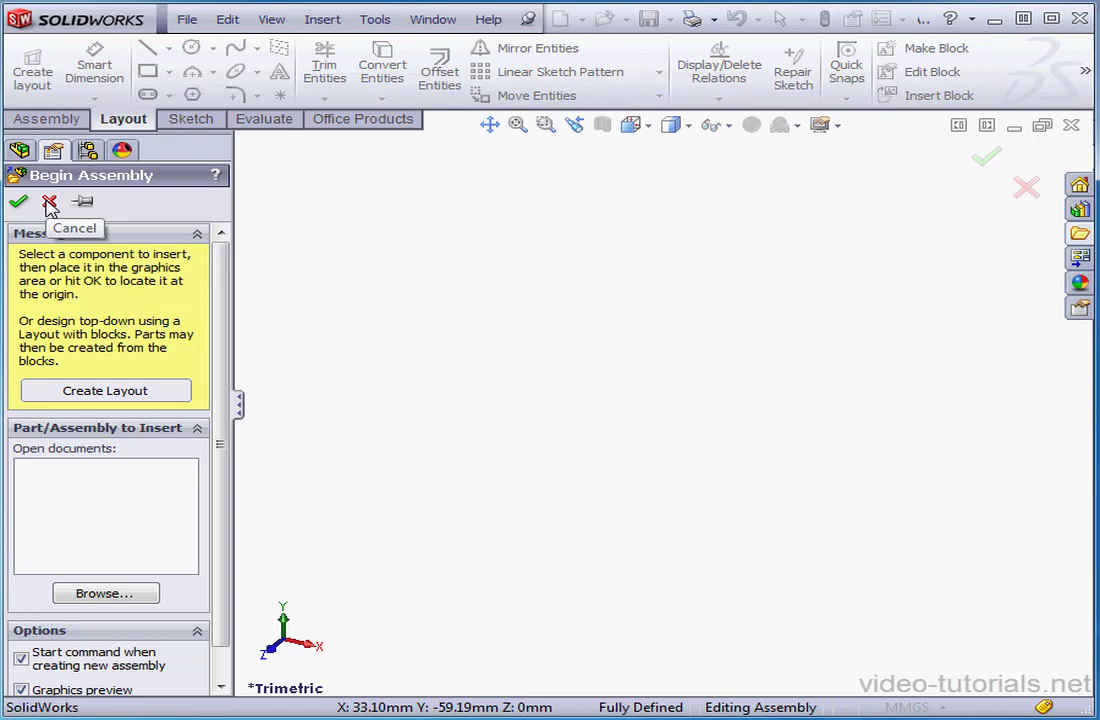 SOLIDWORKS File Edit View Insert Tools Window Help
Create layout
Smart Dimension
Trim Entities
Convert Entities
Offset Entities
Mirror Entities
Linear Sketch Pattern
Move Entities
Display/Delete Relations
Repair Sketch
Quick Snaps
Make Block
Edit Block
Insert Block
Assembly Layout Sketch Evaluate Office Products
Begin Assembly ?
Cancel
Mess
Select a component to insert,
then place it in the graphics
area or hit OK to locate it at
the origin.
Or design top-down using a
Layout with blocks. Parts may
then be created from the
blocks.
Create Layout
Part/Assembly to Insert
Open documents:
Browse...
Options
Start command when
creating new assembly
Graphics preview
Y
X
Z
*Trimetric
video-tutorials.net
SolidWorks X: 33.10mm Y: -59.19mm Z: 0mm Fully Defined Editing Assembly MMGS